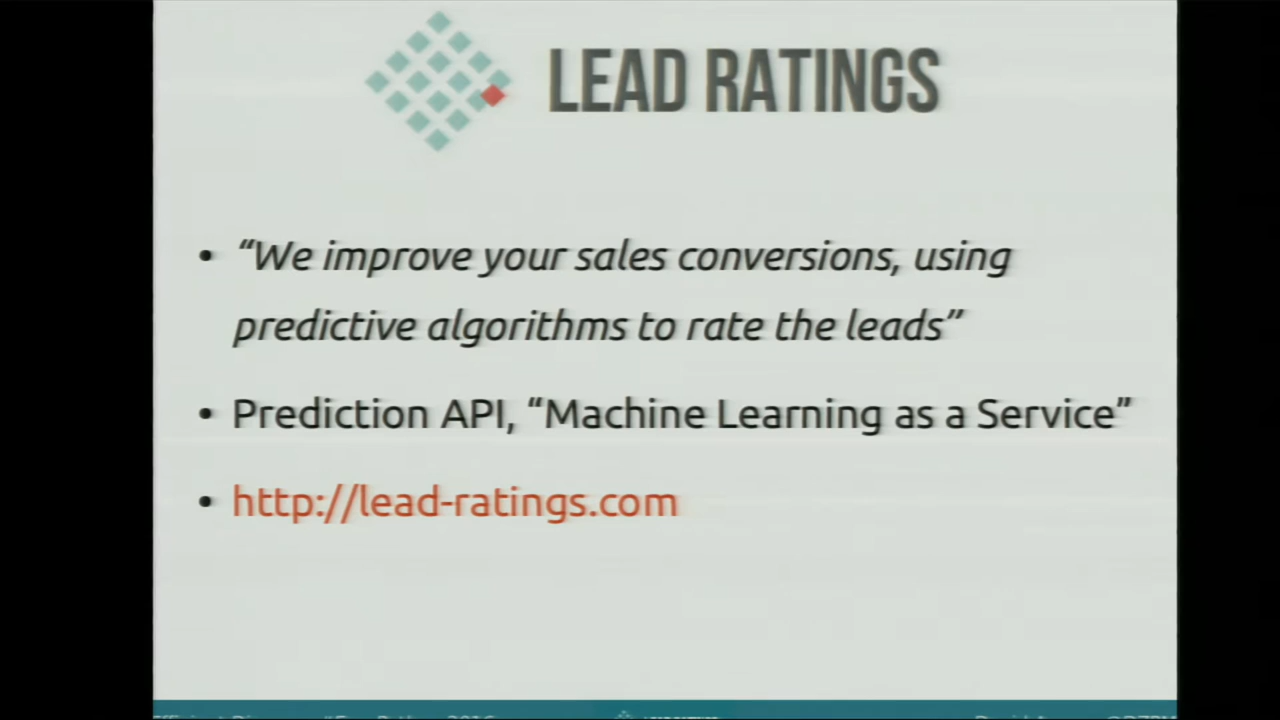 LEAD RATINGS
• “We improve your sales conversions, using
predictive algorithms to rate the leads”
• Prediction API, “Machine Learning as a Service”
• http://lead-ratings.com